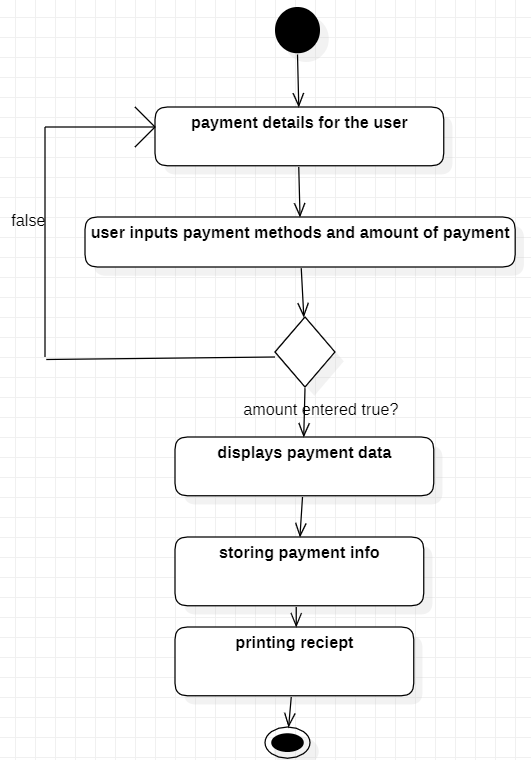 payment details for the user
false
user inputs payment methods and amount of payment
amount entered true?
displays payment data
storing payment info
printing reciept